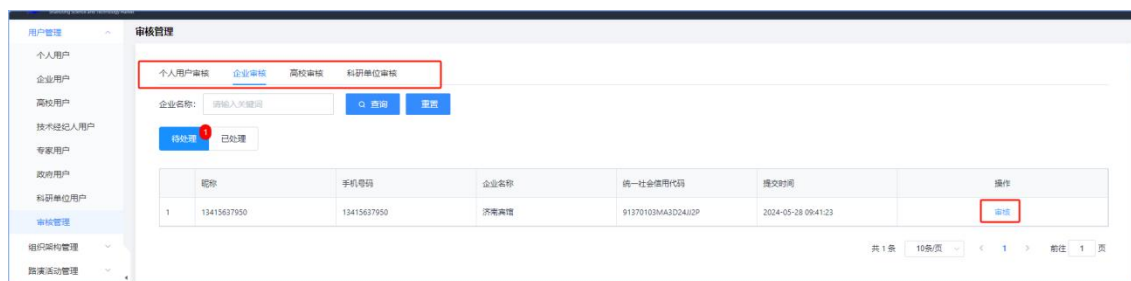 用户管理
审核管理
个人用户
个人用户审核 企业审核 高校审核 科研单位审核
企业用户
高校用户
企业名称: 请输入关键词 查询 重置
技术经纪人用户
待处理 1 已处理
专家用户
政府用户
昵称 手机号码 企业名称 统一社会信用代码 提交时间 操作
科研单位用户
1 13415637950 13415637950 济南宾馆 91370103MA3D24JJ2P 2024-05-28 09:41:23 审核
审核管理
组织架构管理
共 1 条 10条/页 1 前往 1 页
路演活动管理